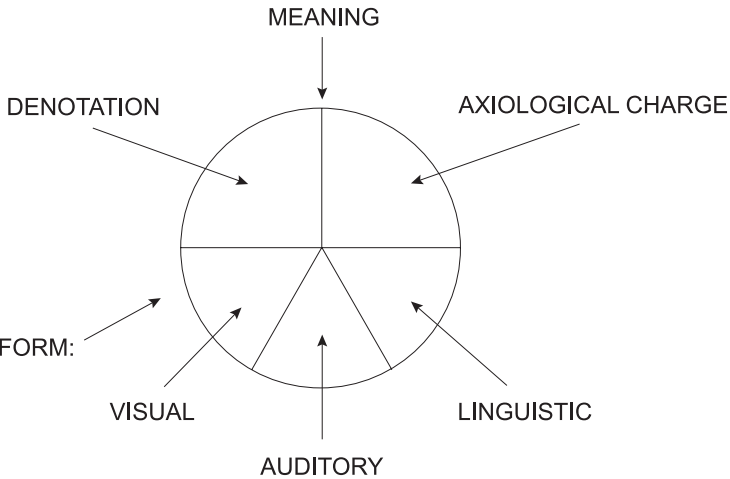 MEANING
DENOTATION
AXIOLOGICAL CHARGE
FORM:
VISUAL
LINGUISTIC
AUDITORY